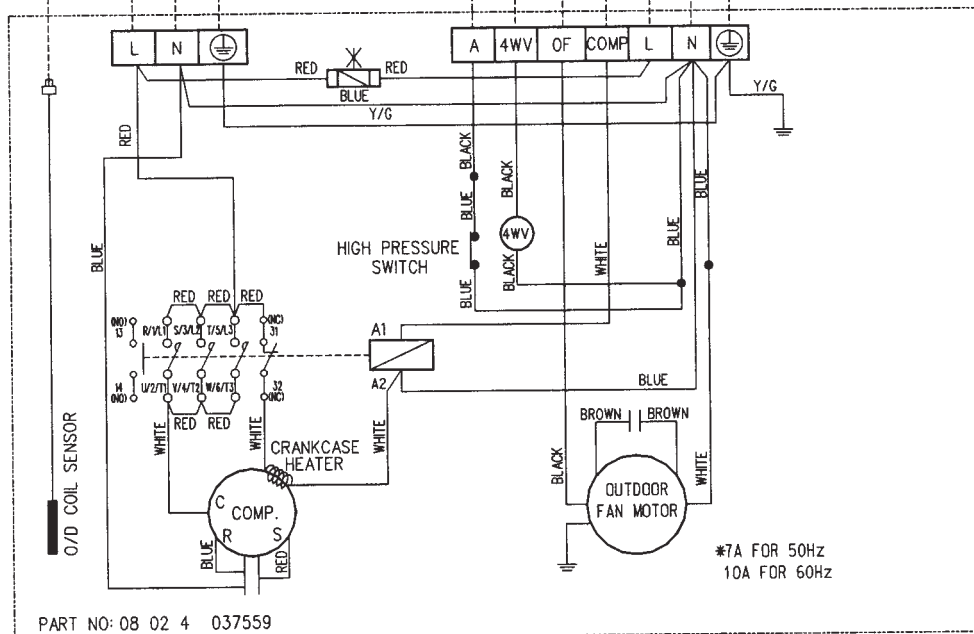 L N
A 4WV OF COMP L N
RED RED
BLUE
Y/G
Y/G
RED
BLACK
BLACK
BLUE
BLUE
BLUE
4WV
HIGH PRESSURE
SWITCH
WHITE
BLUE
BLACK
BLUE
RED RED RED
(NO) 13
R/1/L1 S/3/L2 T/5/L3
(NC) 31
A1
A2
14 (NO)
U/2/T1 V/4/T2 W/6/T3
32 (NC)
RED RED
BLUE
BROWN BROWN
WHITE
WHITE
WHITE
BLACK
WHITE
CRANKCASE
HEATER
C
COMP.
R S
BLUE
RED
OUTDOOR
FAN MOTOR
O/D COIL SENSOR
*7A FOR 50Hz
10A FOR 60Hz
PART NO: 08 02 4 037559